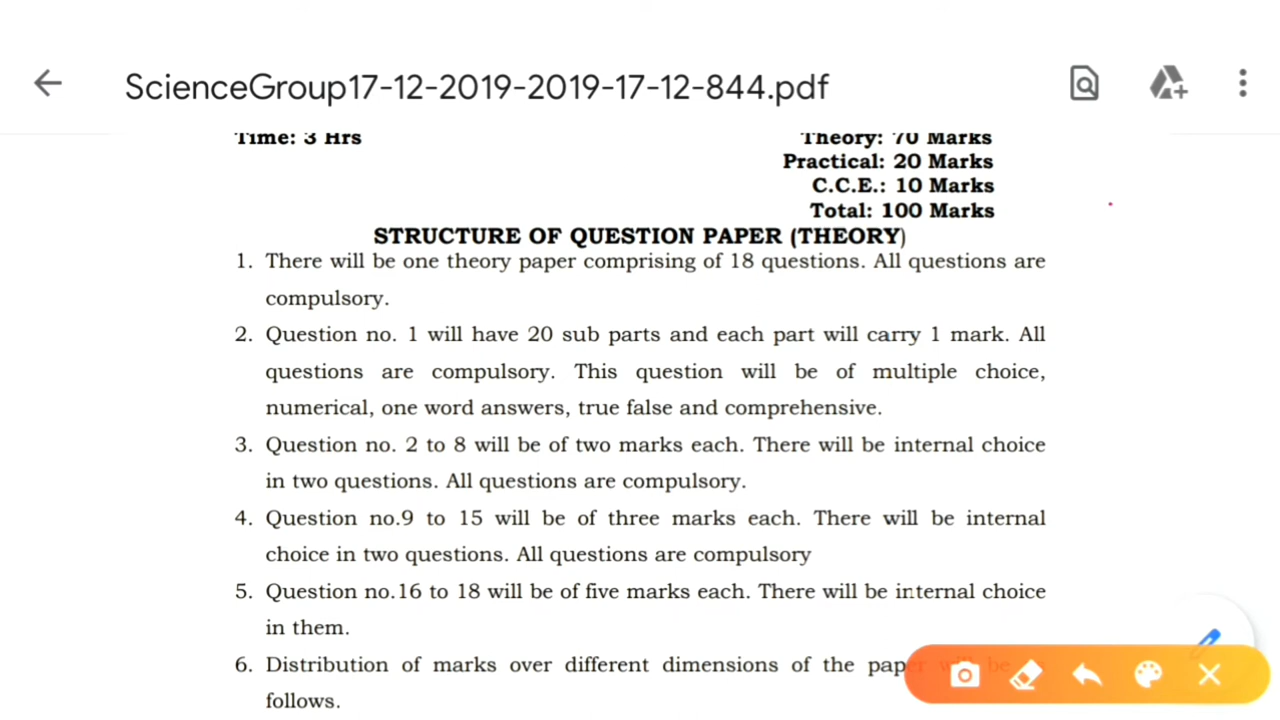 ScienceGroup17-12-2019-2019-17-12-844.pdf
Time: 3 Hrs
Theory: 70 Marks
Practical: 20 Marks
C.C.E.: 10 Marks
Total: 100 Marks
STRUCTURE OF QUESTION PAPER (THEORY)
1. There will be one theory paper comprising of 18 questions. All questions are
compulsory.
2. Question no. 1 will have 20 sub parts and each part will carry 1 mark. All
questions are compulsory. This question will be of multiple choice,
numerical, one word answers, true false and comprehensive.
3. Question no. 2 to 8 will be of two marks each. There will be internal choice
in two questions. All questions are compulsory.
4. Question no.9 to 15 will be of three marks each. There will be internal
choice in two questions. All questions are compulsory
5. Question no.16 to 18 will be of five marks each. There will be internal choice
in them.
6. Distribution of marks over different dimensions of the paper will be
follows.